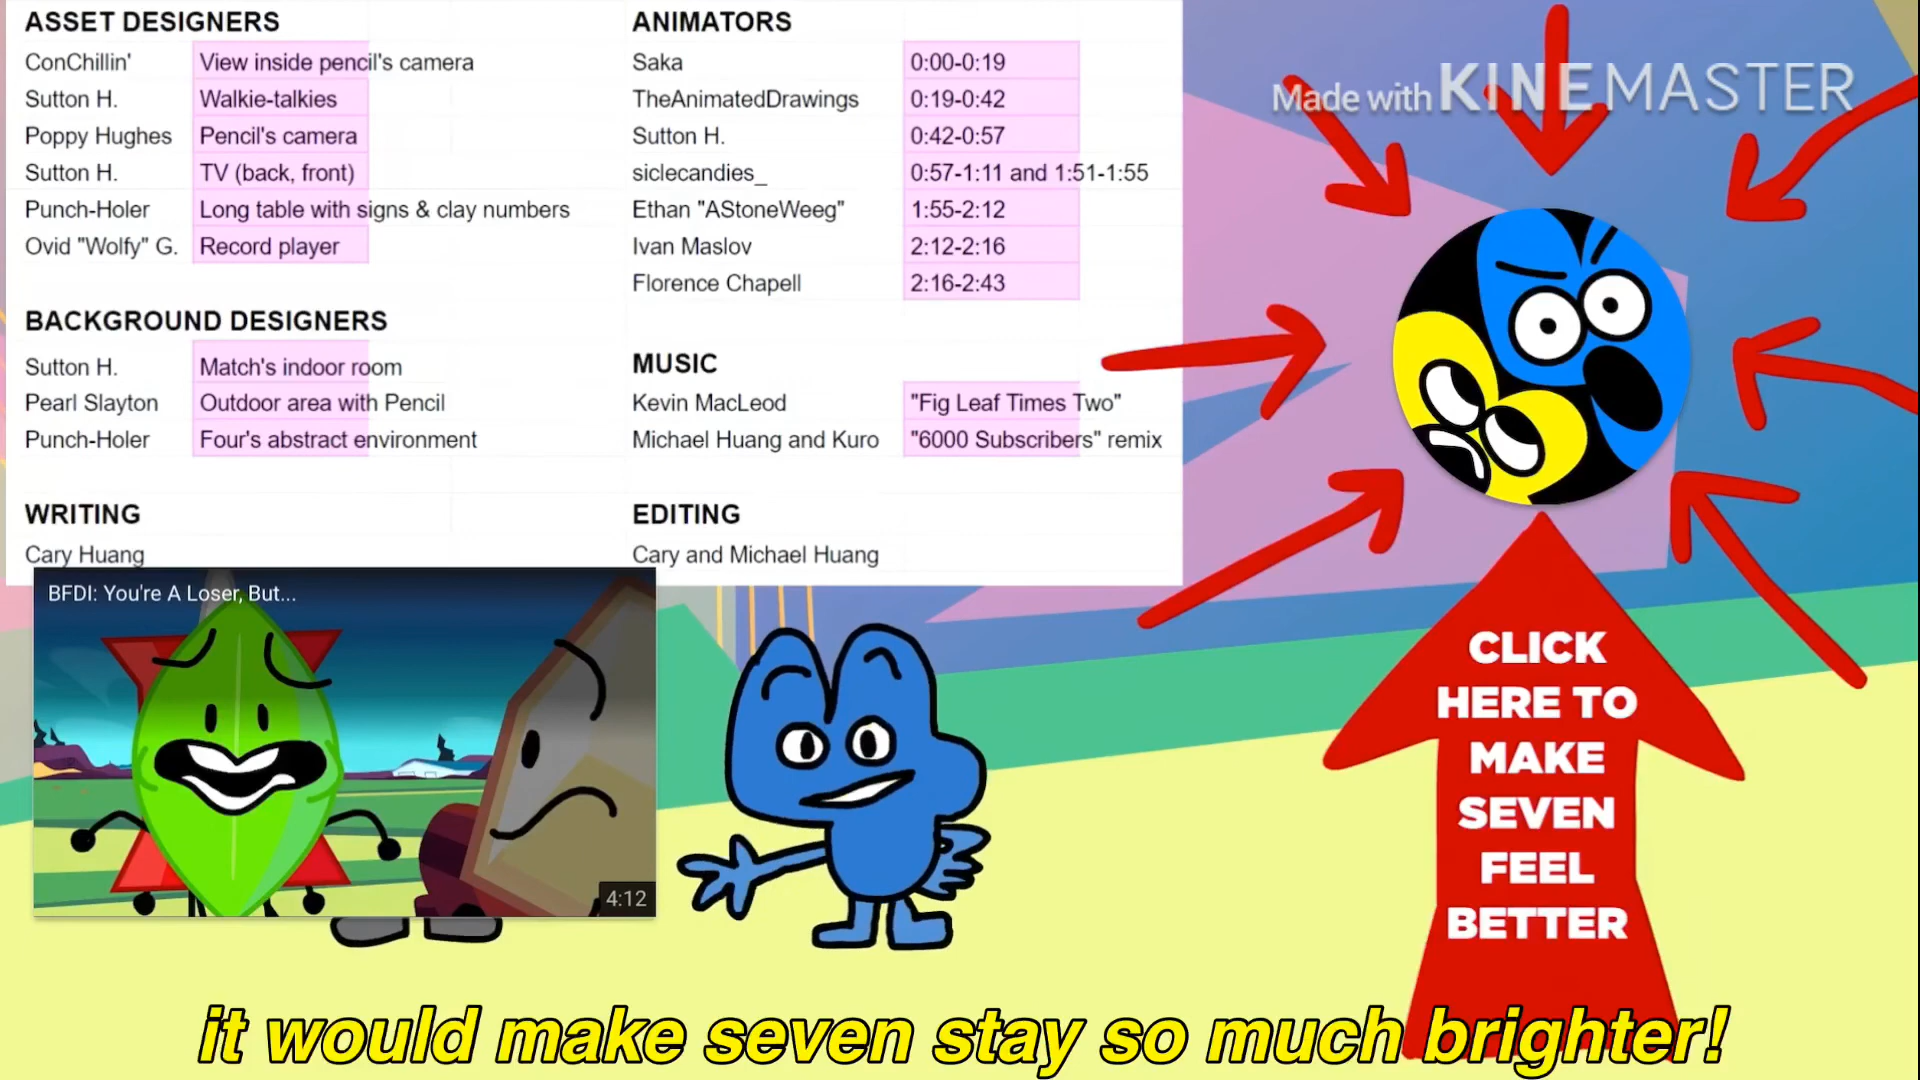 ASSET DESIGNERS
ConChillin' View inside pencil's camera
Sutton H. Walkie-talkies
Poppy Hughes Pencil's camera
Sutton H. TV (back, front)
Punch-Holer Long table with signs & clay numbers
Ovid "Wolfy" G. Record player
BACKGROUND DESIGNERS
Sutton H. Match's indoor room
Pearl Slayton Outdoor area with Pencil
Punch-Holer Four's abstract environment
WRITING
Cary Huang
ANIMATORS
Saka 0:00-0:19
TheAnimatedDrawings 0:19-0:42
Sutton H. 0:42-0:57
siclecandies_ 0:57-1:11 and 1:51-1:55
Ethan "AStoneWeeg" 1:55-2:12
Ivan Maslov 2:12-2:16
Florence Chapell 2:16-2:43
MUSIC
Kevin MacLeod "Fig Leaf Times Two"
Michael Huang and Kuro "6000 Subscribers" remix
EDITING
Cary and Michael Huang
Made with KINEMASTER
BFDI: You're A Loser, But...
4:12
CLICK
HERE TO
MAKE
SEVEN
FEEL
BETTER
it would make seven stay so much brighter!